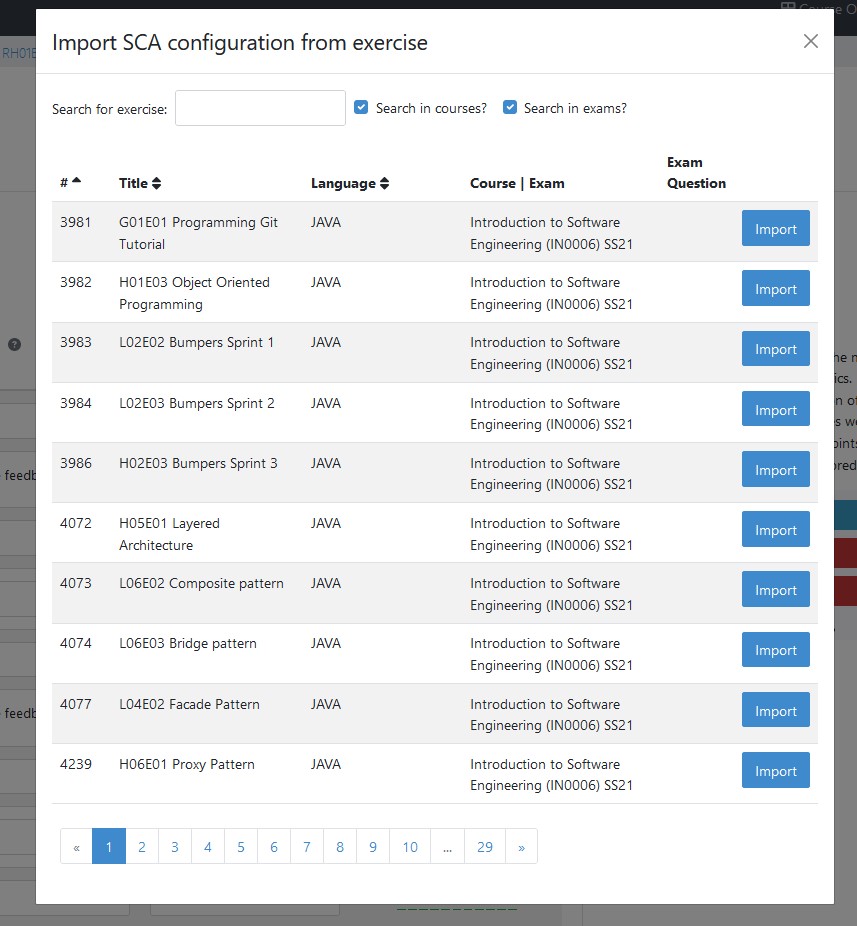 Course O
Import SCA configuration from exercise
RH01E
Search for exercise:
Search in courses?
Search in exams?
#
Title
Language
Course | Exam
Exam
Question
3981
G01E01 Programming Git
Tutorial
JAVA
Introduction to Software
Engineering (IN0006) SS21
Import
3982
H01E03 Object Oriented
Programming
JAVA
Introduction to Software
Engineering (IN0006) SS21
Import
3983
L02E02 Bumpers Sprint 1
JAVA
Introduction to Software
Engineering (IN0006) SS21
Import
3984
L02E03 Bumpers Sprint 2
JAVA
Introduction to Software
Engineering (IN0006) SS21
Import
3986
H02E03 Bumpers Sprint 3
JAVA
Introduction to Software
Engineering (IN0006) SS21
Import
4072
H05E01 Layered
Architecture
JAVA
Introduction to Software
Engineering (IN0006) SS21
Import
4073
L06E02 Composite pattern
JAVA
Introduction to Software
Engineering (IN0006) SS21
Import
4074
L06E03 Bridge pattern
JAVA
Introduction to Software
Engineering (IN0006) SS21
Import
4077
L04E02 Facade Pattern
JAVA
Introduction to Software
Engineering (IN0006) SS21
Import
4239
H06E01 Proxy Pattern
JAVA
Introduction to Software
Engineering (IN0006) SS21
Import
« 1 2 3 4 5 6 7 8 9 10 ... 29 »
feedb
feedb